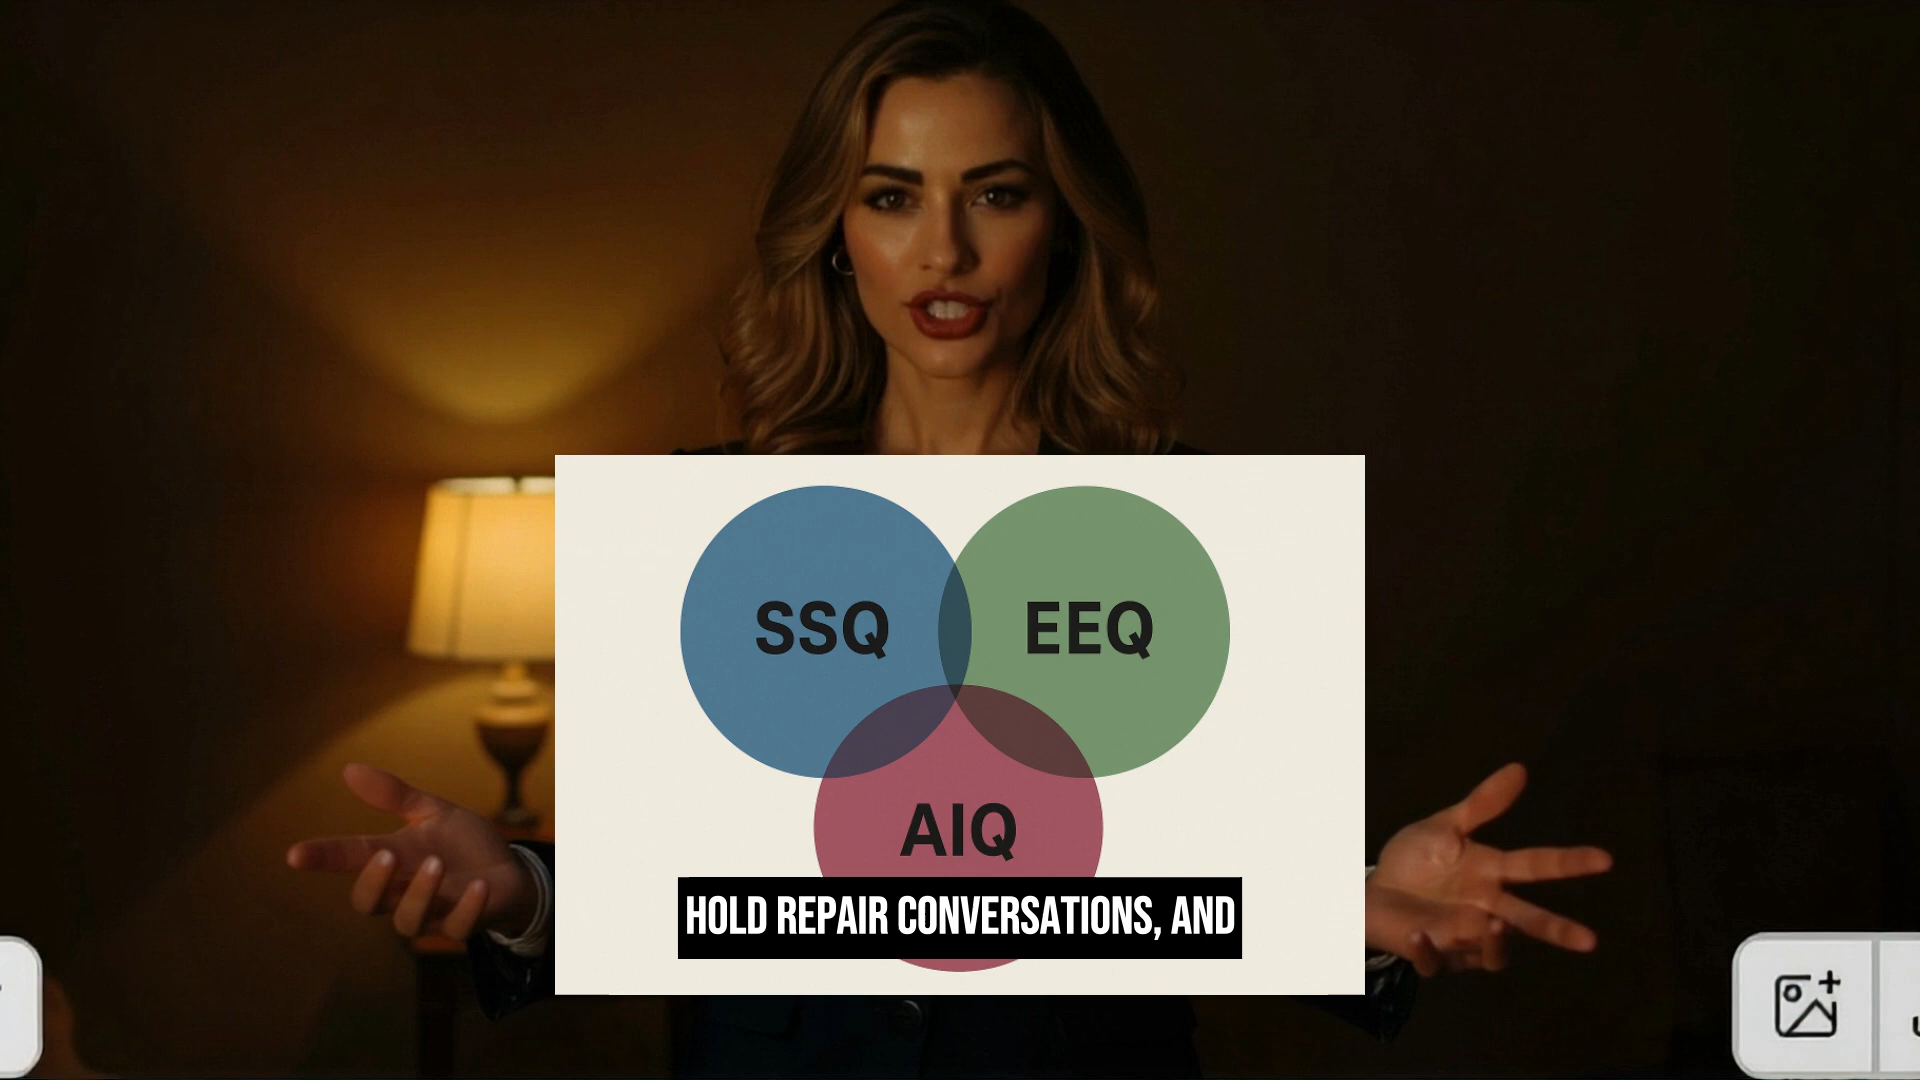 SSQ
EEQ
AIQ
HOLD REPAIR CONVERSATIONS, AND